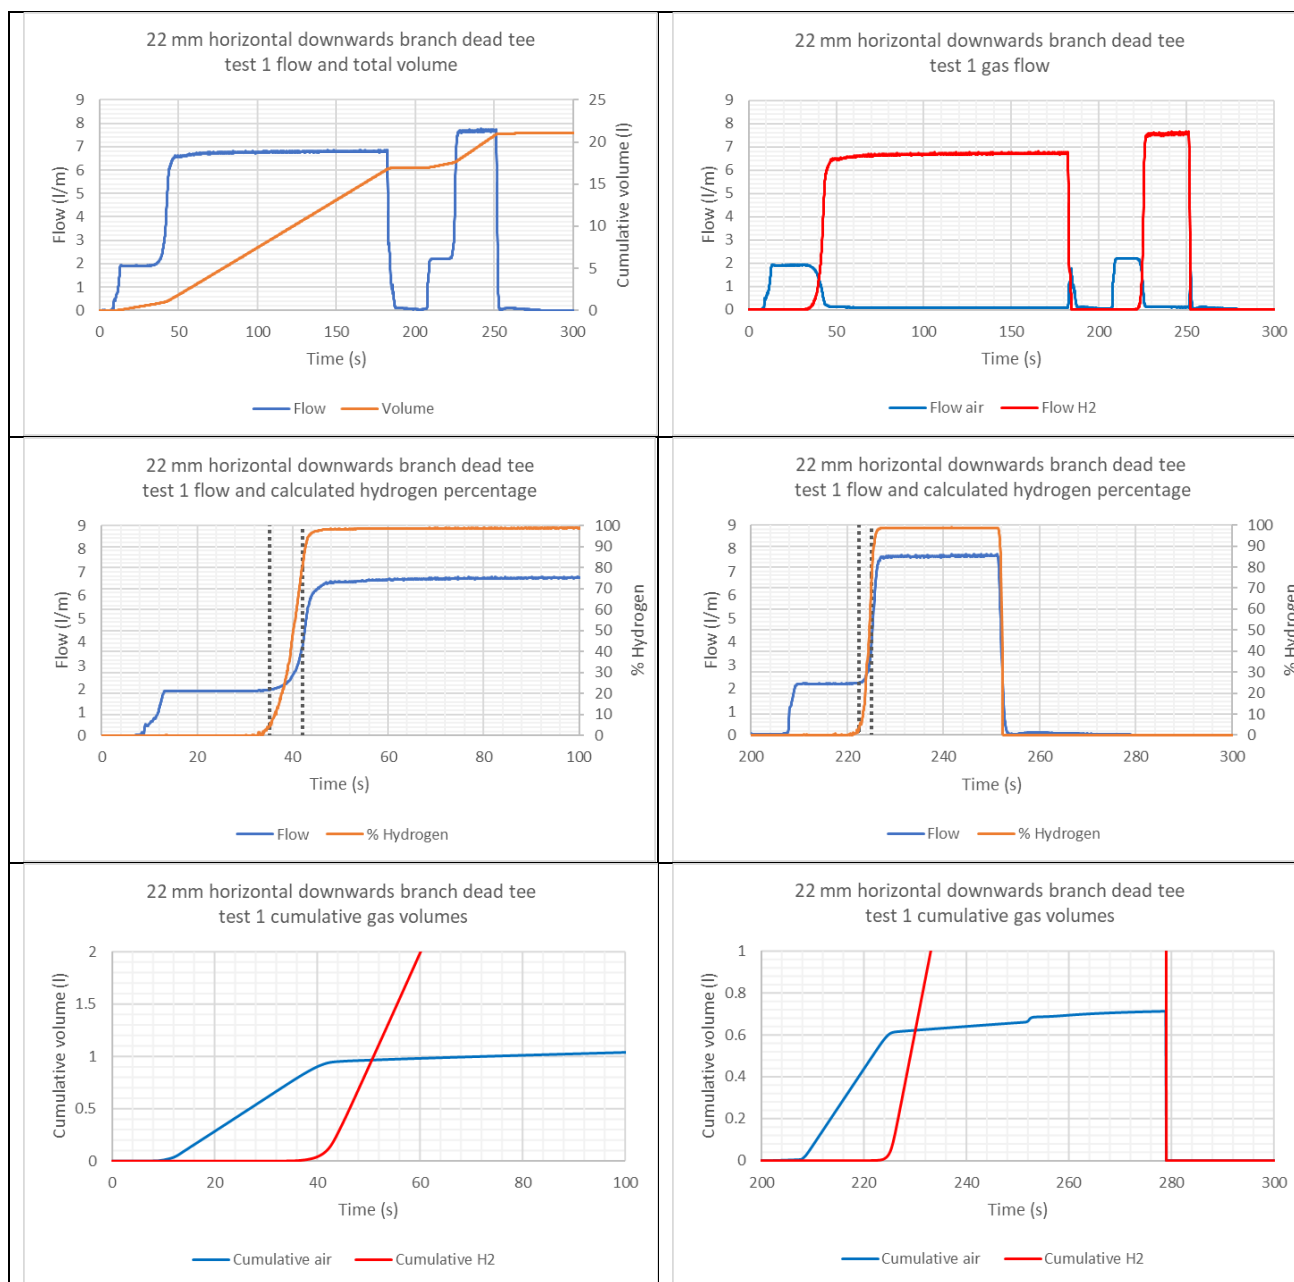 22 mm horizontal downwards branch dead tee
test 1 flow and total volume
9
8
7
6
5
4
3
2
1
0
Flow (l/m)
25
20
15
10
5
0
Cumulative volume (l)
0 50 100 150 200 250 300
Time (s)
Flow Volume
22 mm horizontal downwards branch dead tee
test 1 gas flow
9
8
7
6
5
4
3
2
1
0
Flow (l/m)
0 50 100 150 200 250 300
Time (s)
Flow air Flow H2
22 mm horizontal downwards branch dead tee
test 1 flow and calculated hydrogen percentage
9
8
7
6
5
4
3
2
1
0
Flow (l/m)
100
90
80
70
60
50
40
30
20
10
0
% Hydrogen
0 20 40 60 80 100
Time (s)
Flow % Hydrogen
22 mm horizontal downwards branch dead tee
test 1 flow and calculated hydrogen percentage
9
8
7
6
5
4
3
2
1
0
Flow (l/m)
100
90
80
70
60
50
40
30
20
10
0
% Hydrogen
200 220 240 260 280 300
Time (s)
Flow % Hydrogen
22 mm horizontal downwards branch dead tee
test 1 cumulative gas volumes
2
1.5
1
0.5
0
Cumulative volume (l)
0 20 40 60 80 100
Time (s)
Cumulative air Cumulative H2
22 mm horizontal downwards branch dead tee
test 1 cumulative gas volumes
1
0.8
0.6
0.4
0.2
0
Cumulative volume (l)
200 220 240 260 280 300
Time (s)
Cumulative air Cumulative H2